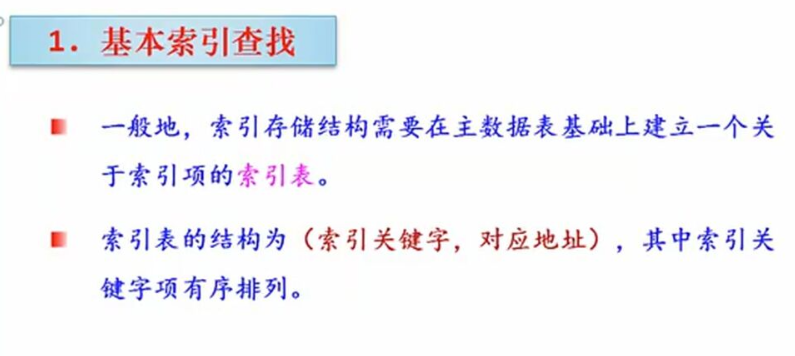 1. 基本索引查找
一般地，索引存储结构需要在主数据表基础上建立一个关
于索引项的索引表。
索引表的结构为（索引关键字，对应地址），其中索引关
键字项有序排列。